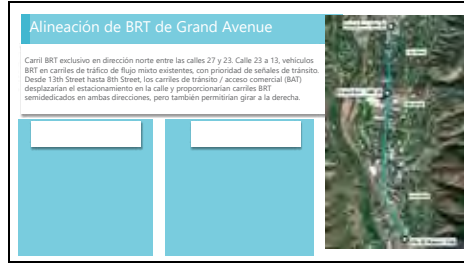 Alineación de BRT de Grand Avenue
Carril BRT exclusivo en dirección norte entre las calles 27 y 23. Calle 23 a 13, vehículos
BRT en carriles de tráfico de flujo mixto existentes, con prioridad de señales de tránsito.
Desde 13th Street hasta 8th Street, los carriles de tránsito / acceso comercial (BAT)
desplazarían el estacionamiento en la calle y proporcionarían carriles BRT
semidedicados en ambas direcciones, pero también permitirían girar a la derecha.